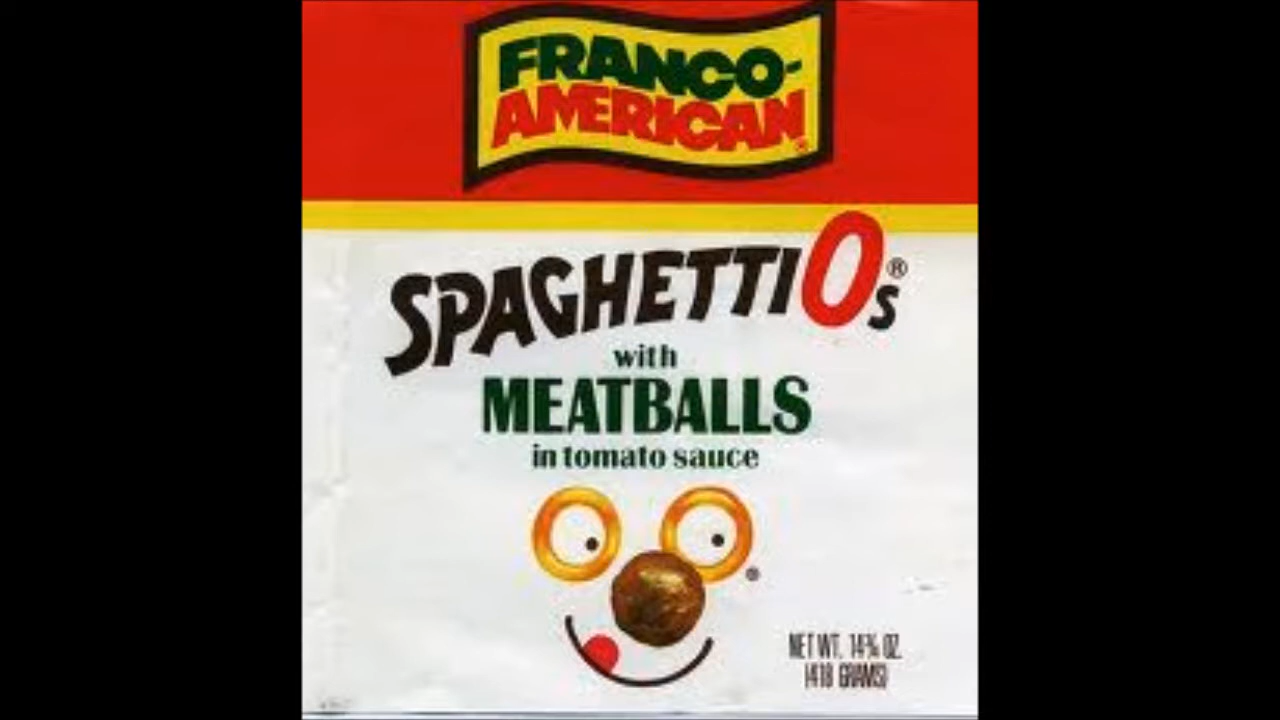 FRANCO-
AMERICAN®
SPAGHETTIOs®
with
MEATBALLS
in tomato sauce
®
NET WT. 14¾ OZ.
(418 GRAMS)